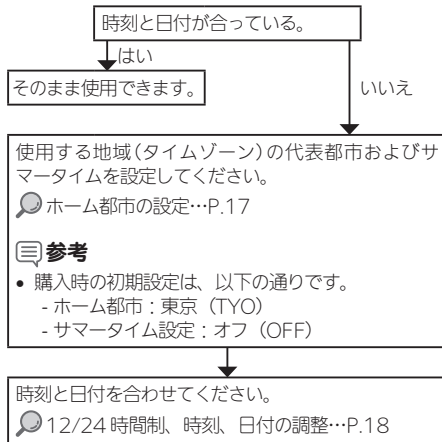 時刻と日付が合っている。
はい
そのまま使用できます。
いいえ
使用する地域（タイムゾーン）の代表都市およびサ
マータイムを設定してください。
ホーム都市の設定…P.17
参考
• 購入時の初期設定は、以下の通りです。
- ホーム都市：東京（TYO）
- サマータイム設定：オフ（OFF）
時刻と日付を合わせてください。
12/24 時間制、時刻、日付の調整…P.18